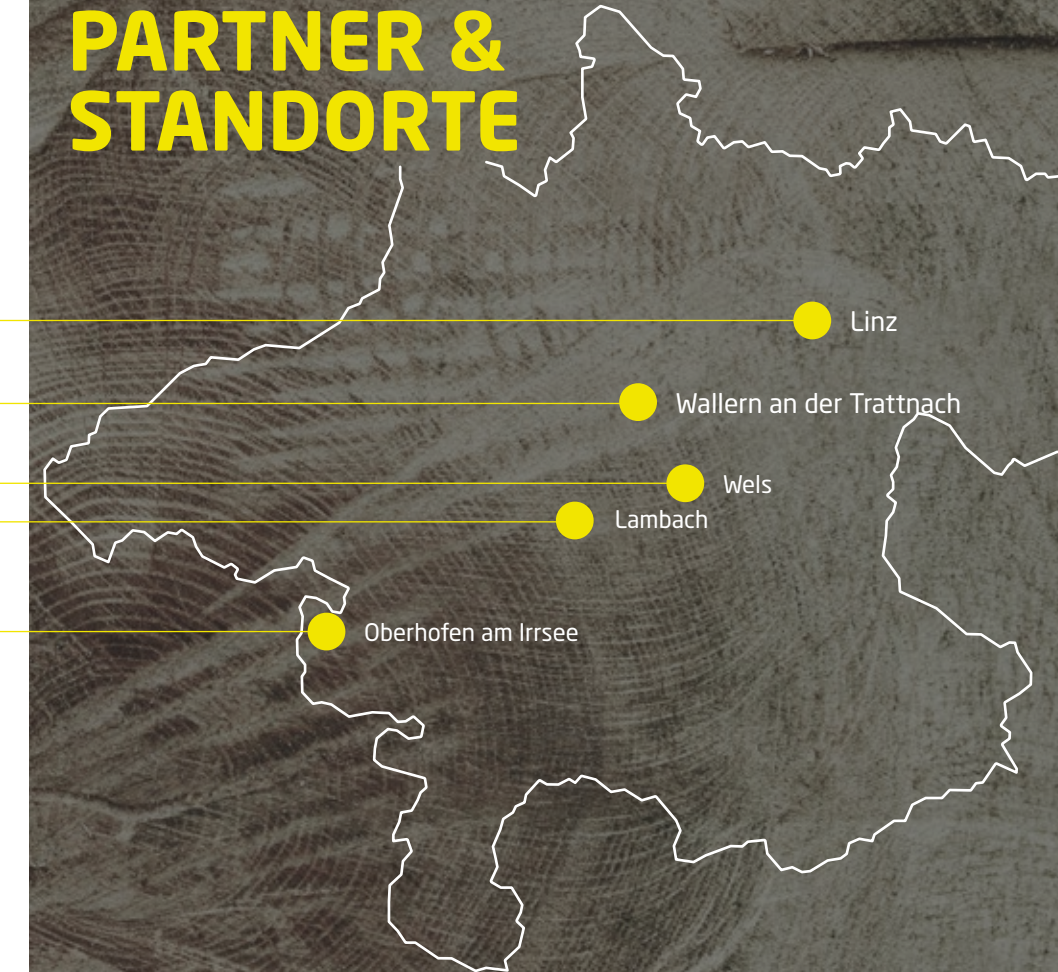 PARTNER &
STANDORTE
Linz
Wallern an der Trattnach
Wels
Lambach
Oberhofen am Irrsee